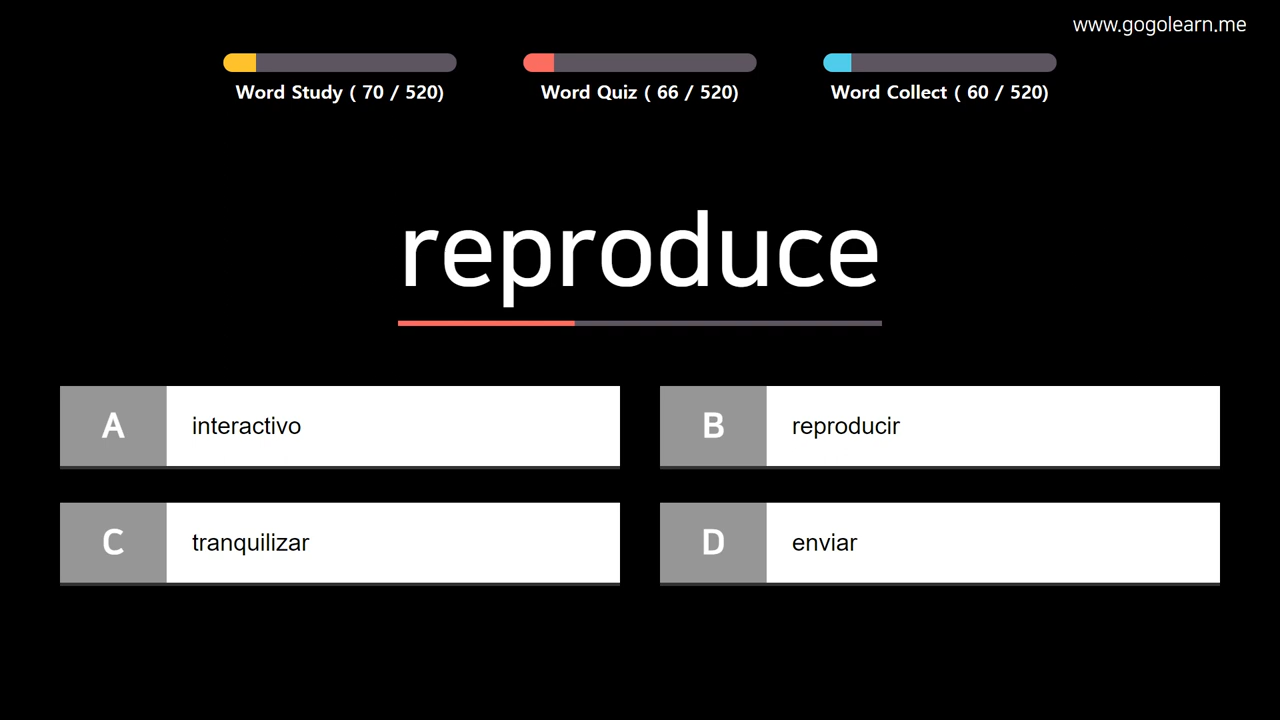 www.gogolearn.me
Word Study ( 70 / 520)
Word Quiz ( 66 / 520)
Word Collect ( 60 / 520)
reproduce
A interactivo
B reproducir
C tranquilizar
D enviar